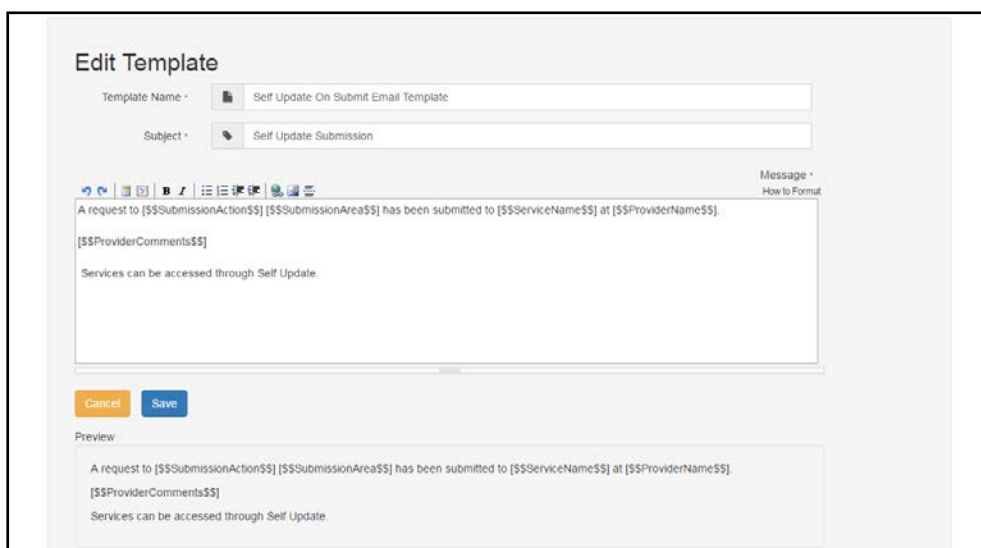 Edit Template
Template Name *
Self Update On Submit Email Template
Subject *
Self Update Submission
Message *
B I
How to Format
A request to [$$SubmissionAction$$] [$$SubmissionArea$$] has been submitted to [$$ServiceName$$] at [$$ProviderName$$].
[$$ProviderComments$$]
Services can be accessed through Self Update.
Cancel Save
Preview
A request to [$$SubmissionAction$$] [$$SubmissionArea$$] has been submitted to [$$ServiceName$$] at [$$ProviderName$$].
[$$ProviderComments$$]
Services can be accessed through Self Update.